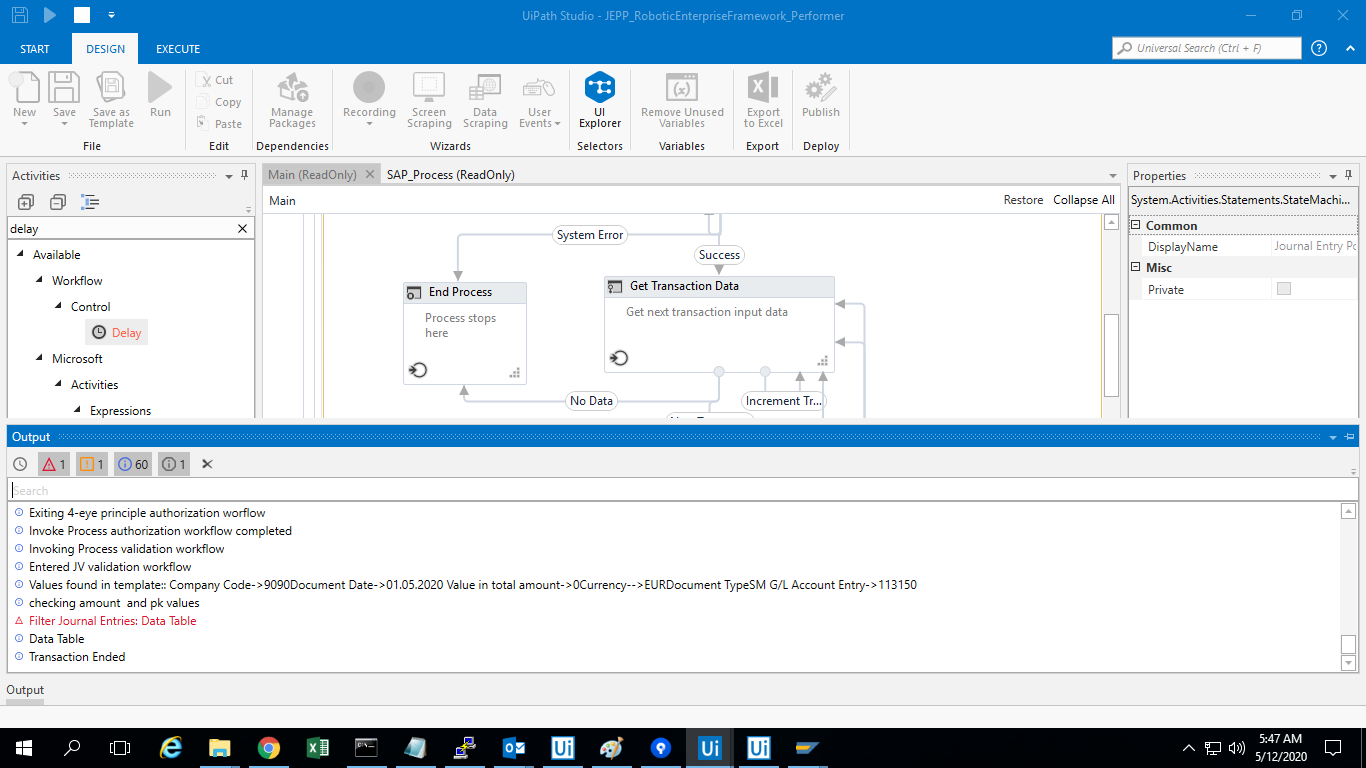 UiPath Studio - JEPP_RoboticEnterpriseFramework_Performer
START DESIGN EXECUTE
Universal Search (Ctrl + F)
New Save Save as Template Run
Cut
Copy
Paste
Manage Packages
Recording Screen Scraping Data Scraping User Events
UI Explorer
Remove Unused Variables
Export to Excel
Publish
File Edit Dependencies Wizards Selectors Variables Export Deploy
Activities
delay
Available
Workflow
Control
Delay
Microsoft
Activities
Expressions
Main (ReadOnly) SAP_Process (ReadOnly)
Main Restore Collapse All
System Error
Success
End Process
Process stops
here
Get Transaction Data
Get next transaction input data
No Data
Increment Tr...
Properties
System.Activities.Statements.StateMachi...
Common
DisplayName Journal Entry Po
Misc
Private
Output
1 1 60 1
Search
Exiting 4-eye principle authorization worflow
Invoke Process authorization workflow completed
Invoking Process validation workflow
Entered JV validation workflow
Values found in template:: Company Code->9090Document Date->01.05.2020 Value in total amount->0Currency-->EURDocument TypeSM G/L Account Entry->113150
checking amount and pk values
Filter Journal Entries: Data Table
Data Table
Transaction Ended
Output
5:47 AM
5/12/2020